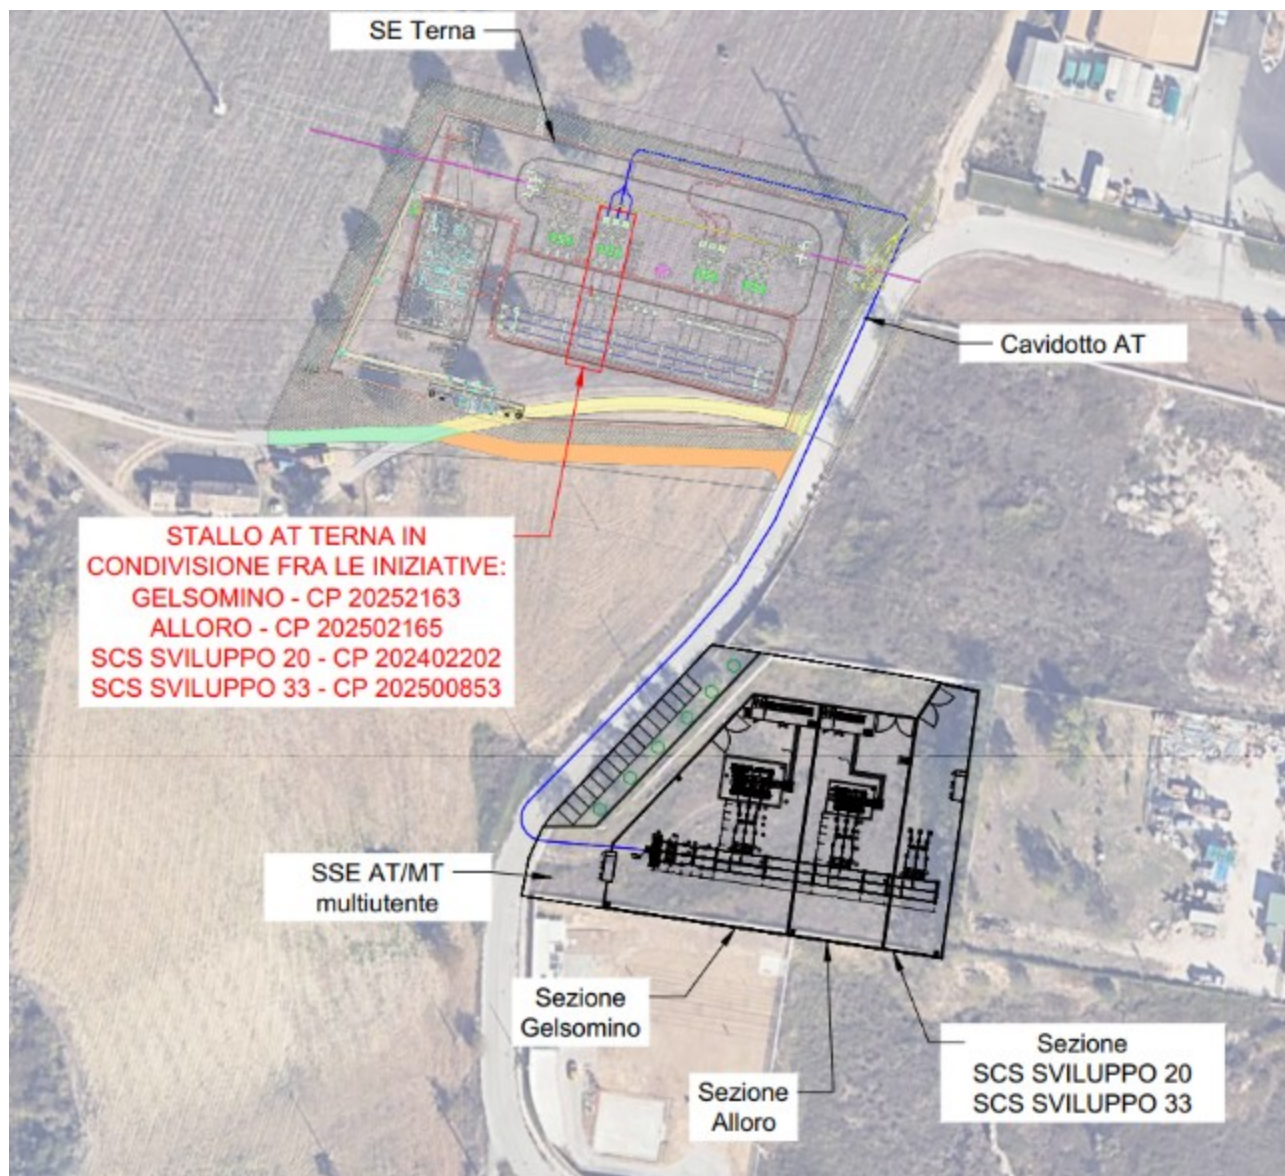 SE Terna
Cavidotto AT
STALLO AT TERNA IN
CONDIVISIONE FRA LE INIZIATIVE:
GELSOMINO - CP 20252163
ALLORO - CP 202502165
SCS SVILUPPO 20 - CP 202402202
SCS SVILUPPO 33 - CP 202500853
SSE AT/MT
multiutente
Sezione
Gelsomino
Sezione
Alloro
Sezione
SCS SVILUPPO 20
SCS SVILUPPO 33